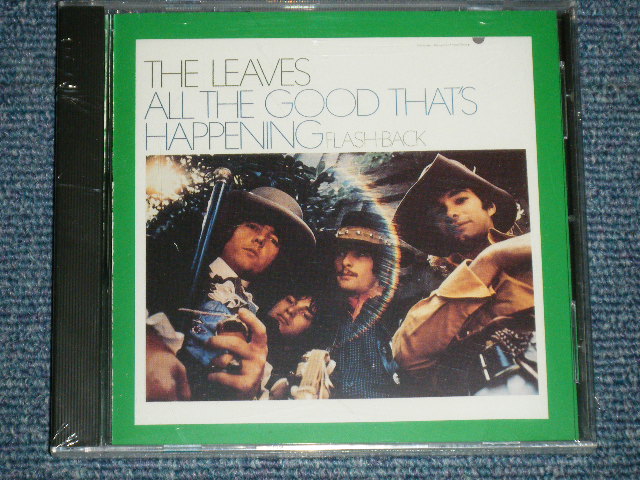 THE LEAVES
ALL THE GOOD THAT'S
HAPPENING FLASH-BACK